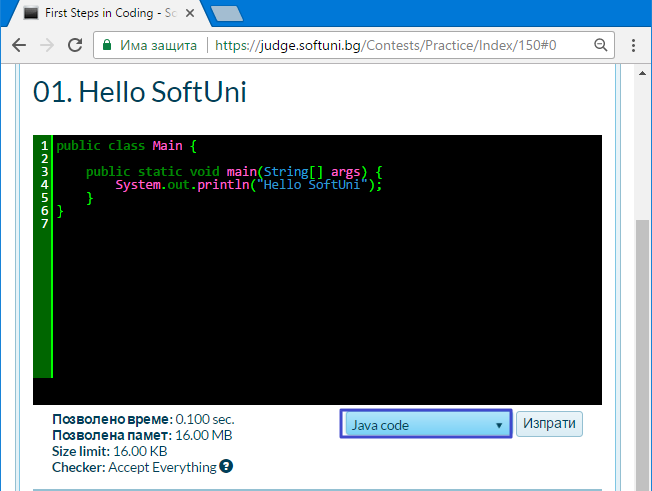 First Steps in Coding - So
Има защита
https://judge.softuni.bg/Contests/Practice/Index/150#0
01. Hello SoftUni
1 public class Main {
2
3 public static void main(String[] args) {
4 System.out.println("Hello SoftUni");
5 }
6 }
7
Позволено време: 0.100 sec.
Позволена памет: 16.00 MB
Size limit: 16.00 KB
Checker: Accept Everything ?
Java code
Изпрати